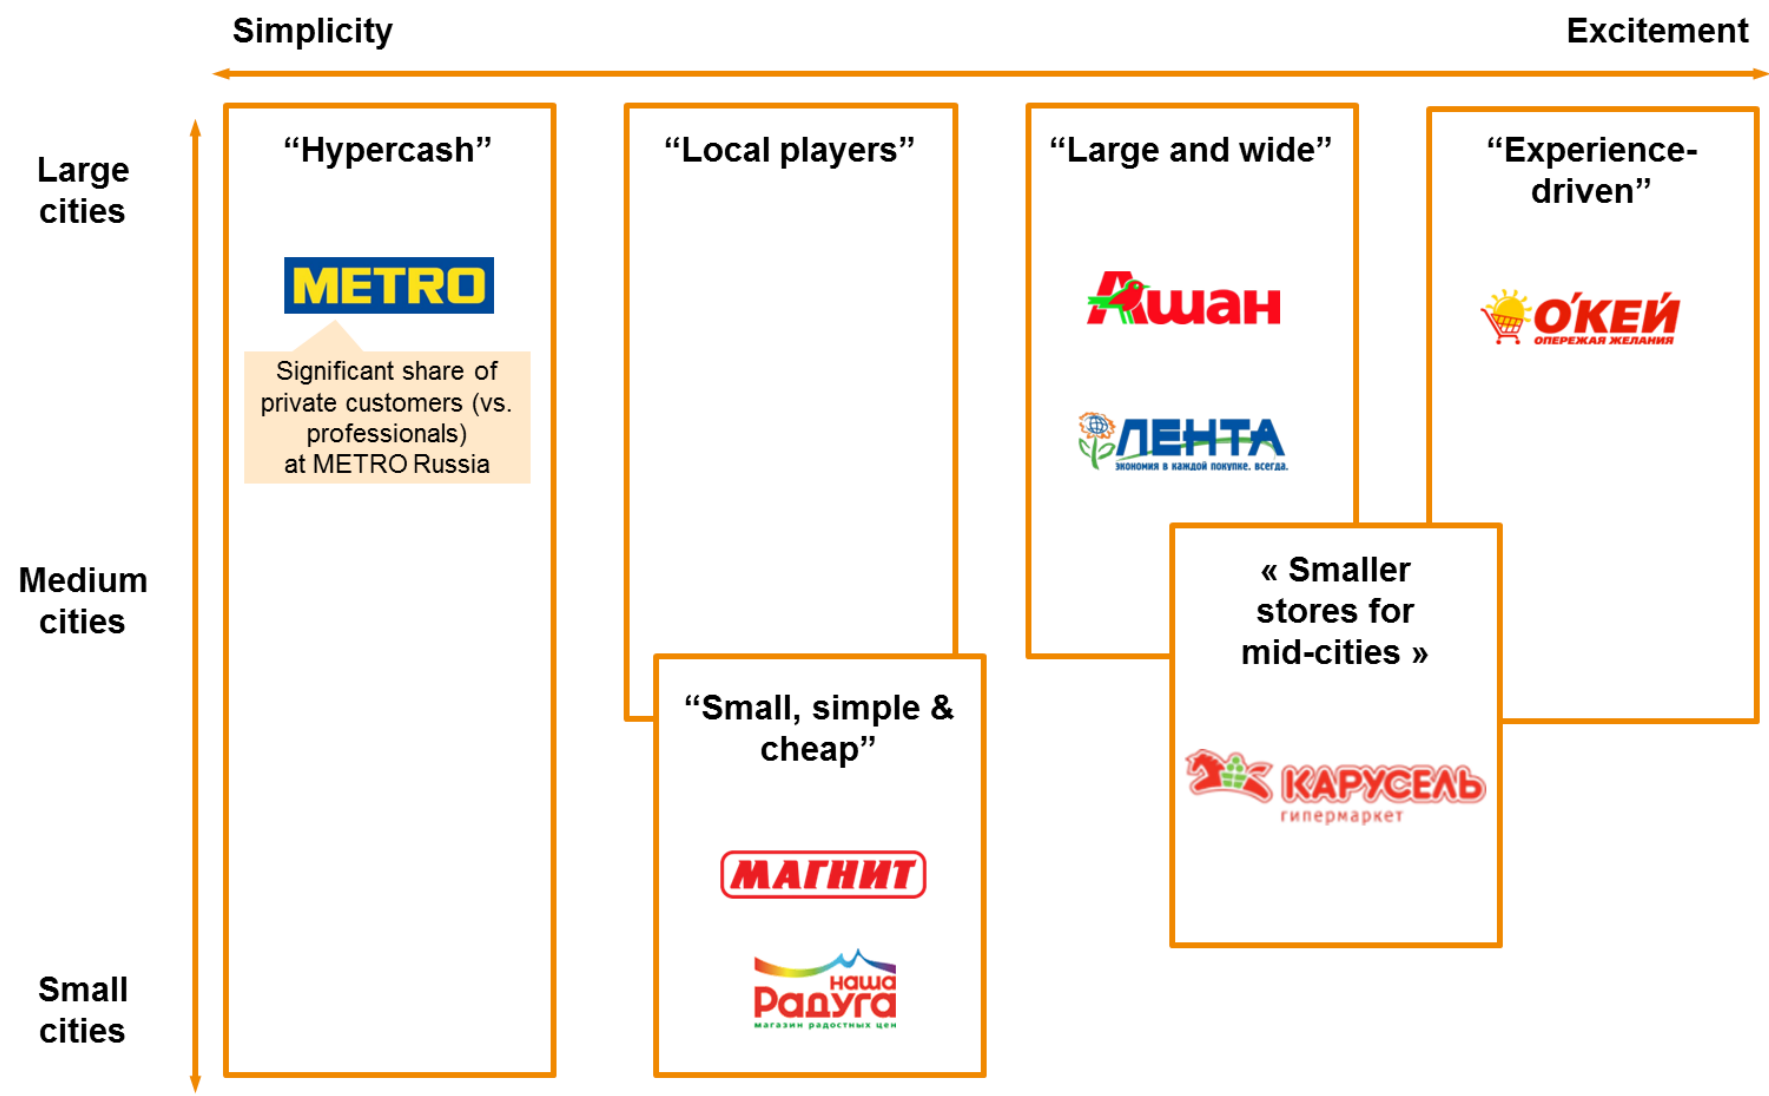 Simplicity
Excitement
Large
cities
Medium
cities
Small
cities
“Hypercash”
METRO
Significant share of
private customers (vs.
professionals)
at METRO Russia
“Local players”
“Small, simple &
cheap”
МАГНИТ
наша
Радуга
магазин радостных цен
“Large and wide”
Ашан
ЛЕНТА
экономия в каждой покупке. всегда.
“Experience-
driven”
О'КЕЙ
ОПЕРЕЖАЯ ЖЕЛАНИЯ
« Smaller
stores for
mid-cities »
КАРУСЕЛЬ
гипермаркет